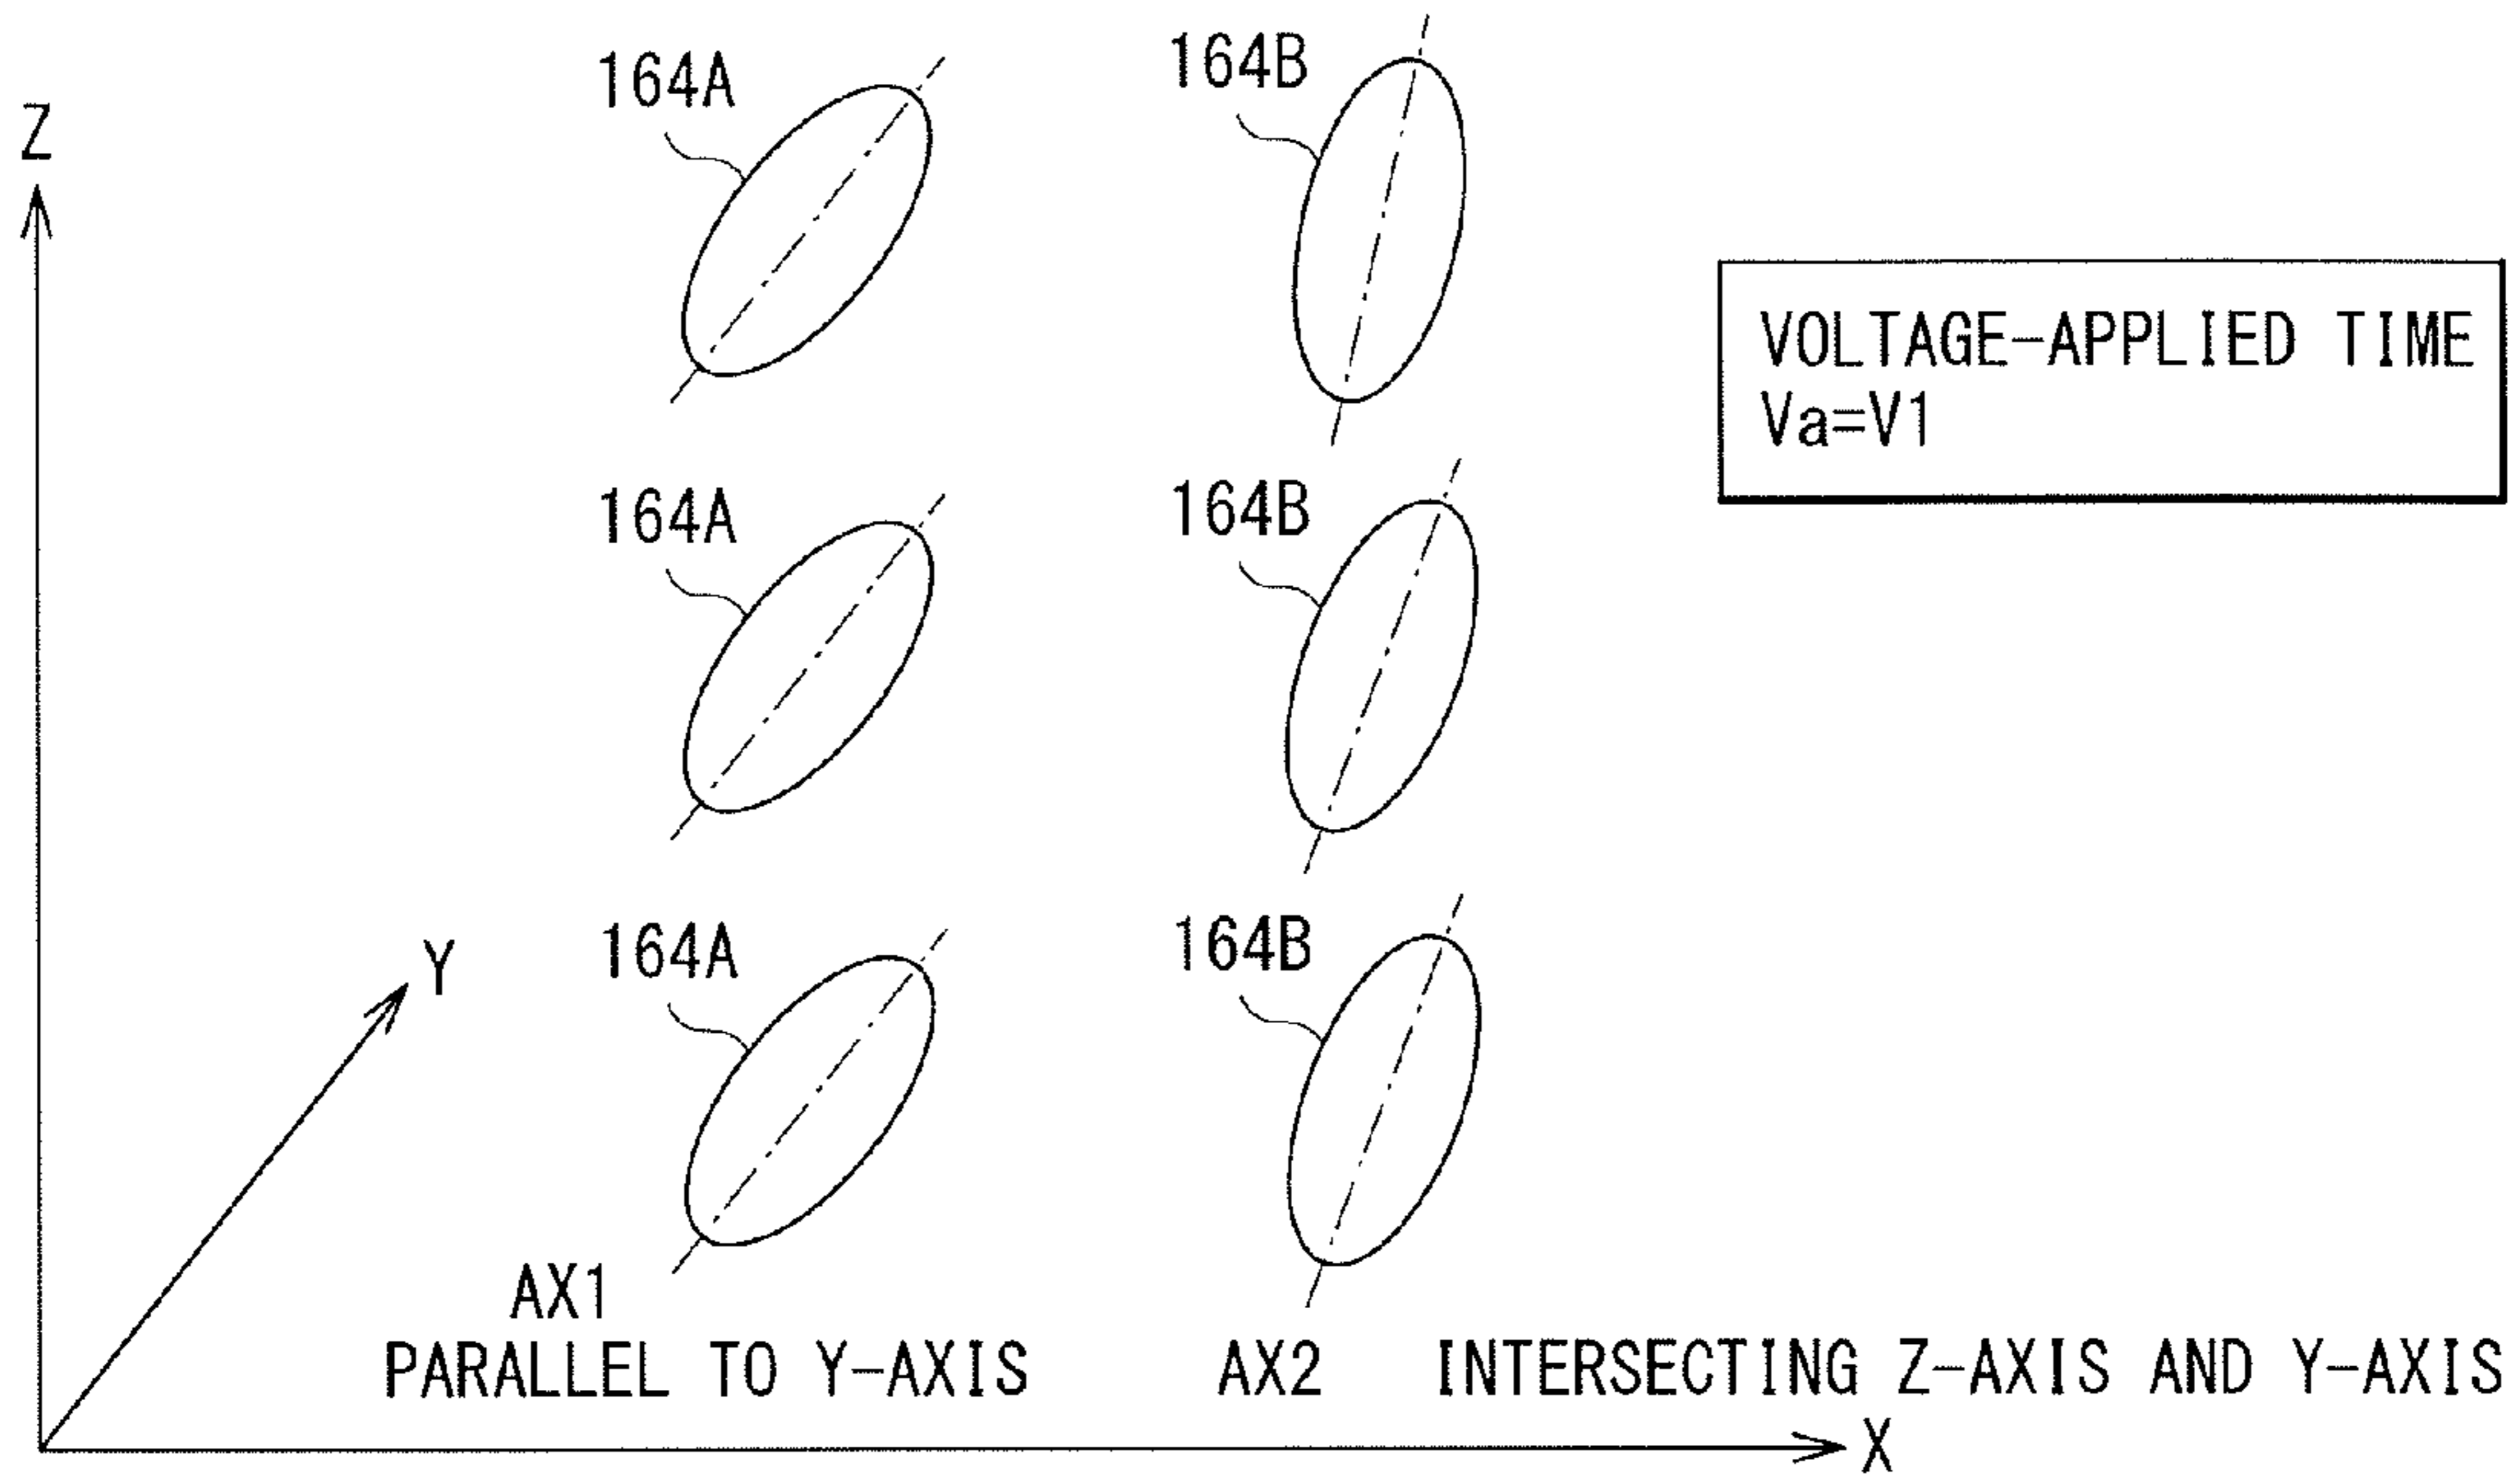 164A
164B
Z
VOLTAGE-APPLIED TIME
Va=V1
164A
164B
164A
164B
Y
AX1
PARALLEL TO Y-AXIS
AX2 INTERSECTING Z-AXIS AND Y-AXIS
X